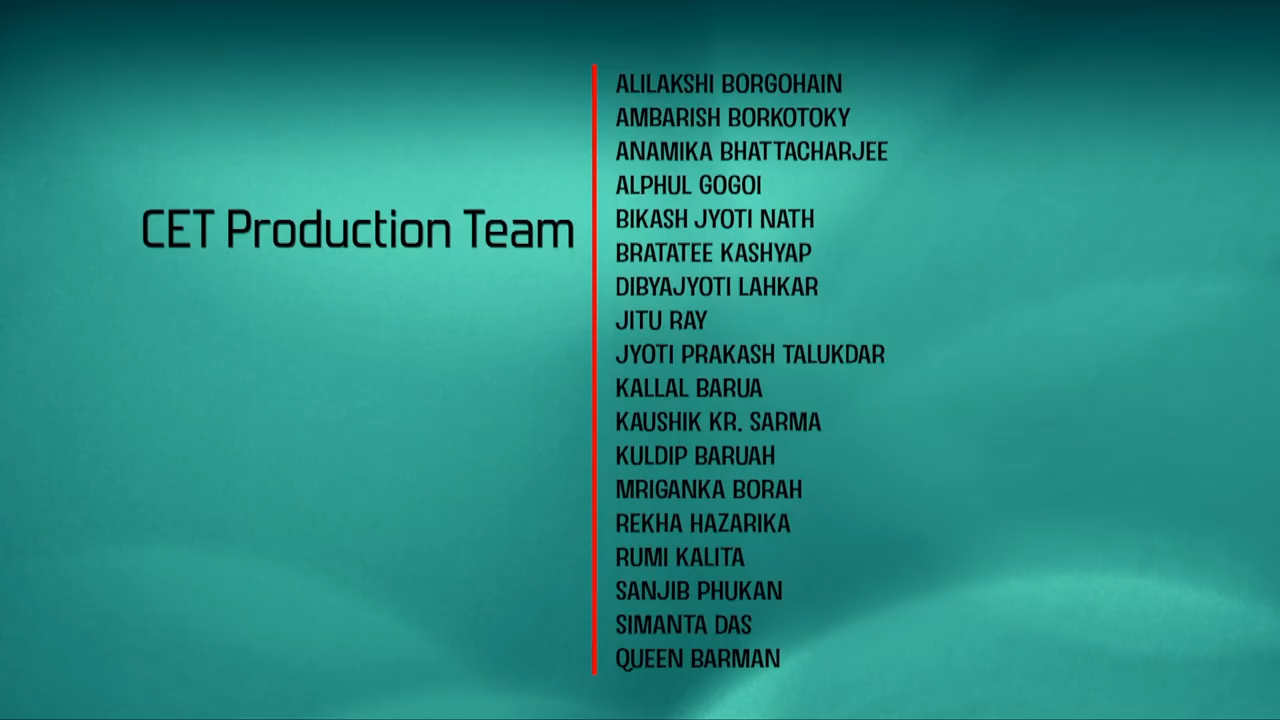 CET Production Team
ALILAKSHI BORGOHAIN
AMBARISH BORKOTOKY
ANAMIKA BHATTACHARJEE
ALPHUL GOGOI
BIKASH JYOTI NATH
BRATATEE KASHYAP
DIBYAJYOTI LAHKAR
JITU RAY
JYOTI PRAKASH TALUKDAR
KALLAL BARUA
KAUSHIK KR. SARMA
KULDIP BARUAH
MRIGANKA BORAH
REKHA HAZARIKA
RUMI KALITA
SANJIB PHUKAN
SIMANTA DAS
QUEEN BARMAN